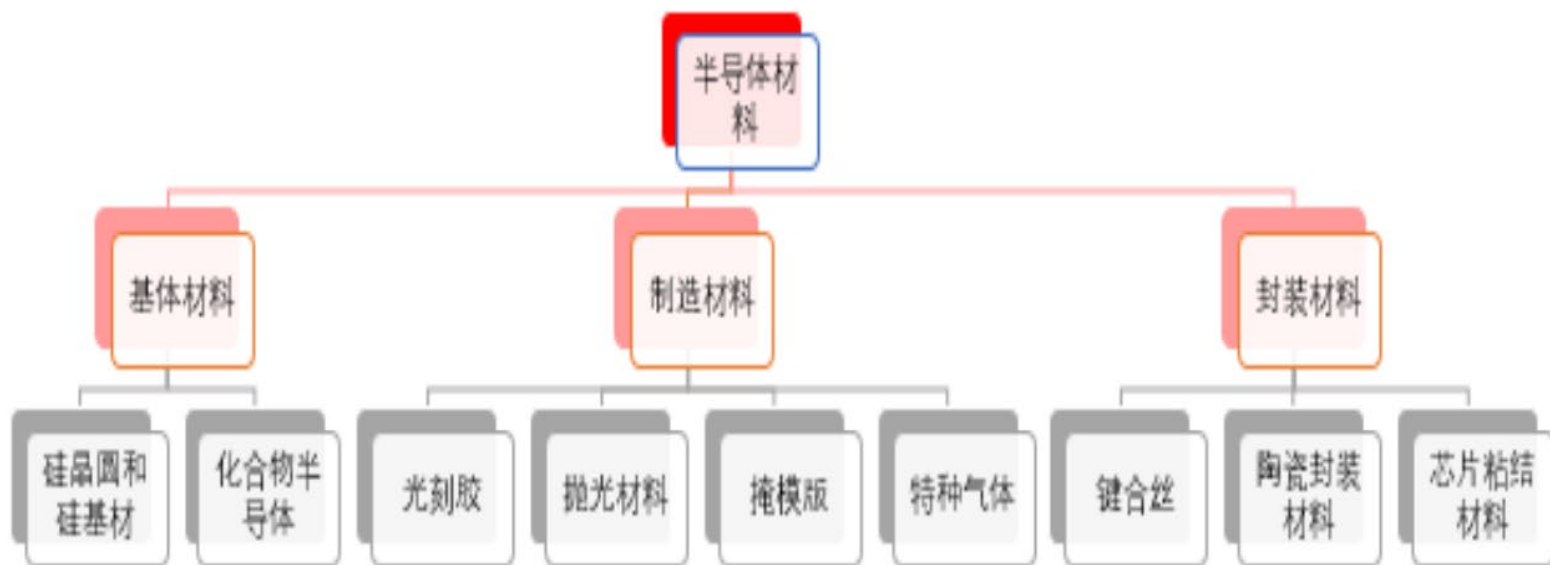 半导体材
料
基体材料
制造材料
封装材料
硅晶圆和
硅基材
化合物半
导体
光刻胶
抛光材料
掩模版
特种气体
键合丝
陶瓷封装
材料
芯片粘结
材料